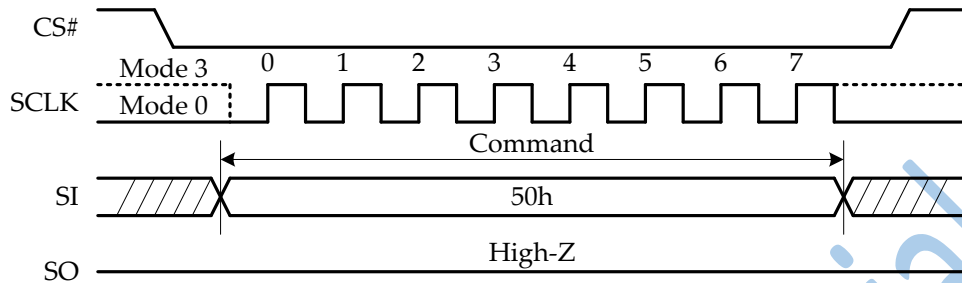 CS#
Mode 3 0 1 2 3 4 5 6 7
SCLK Mode 0
Command
SI 50h
High-Z
SO